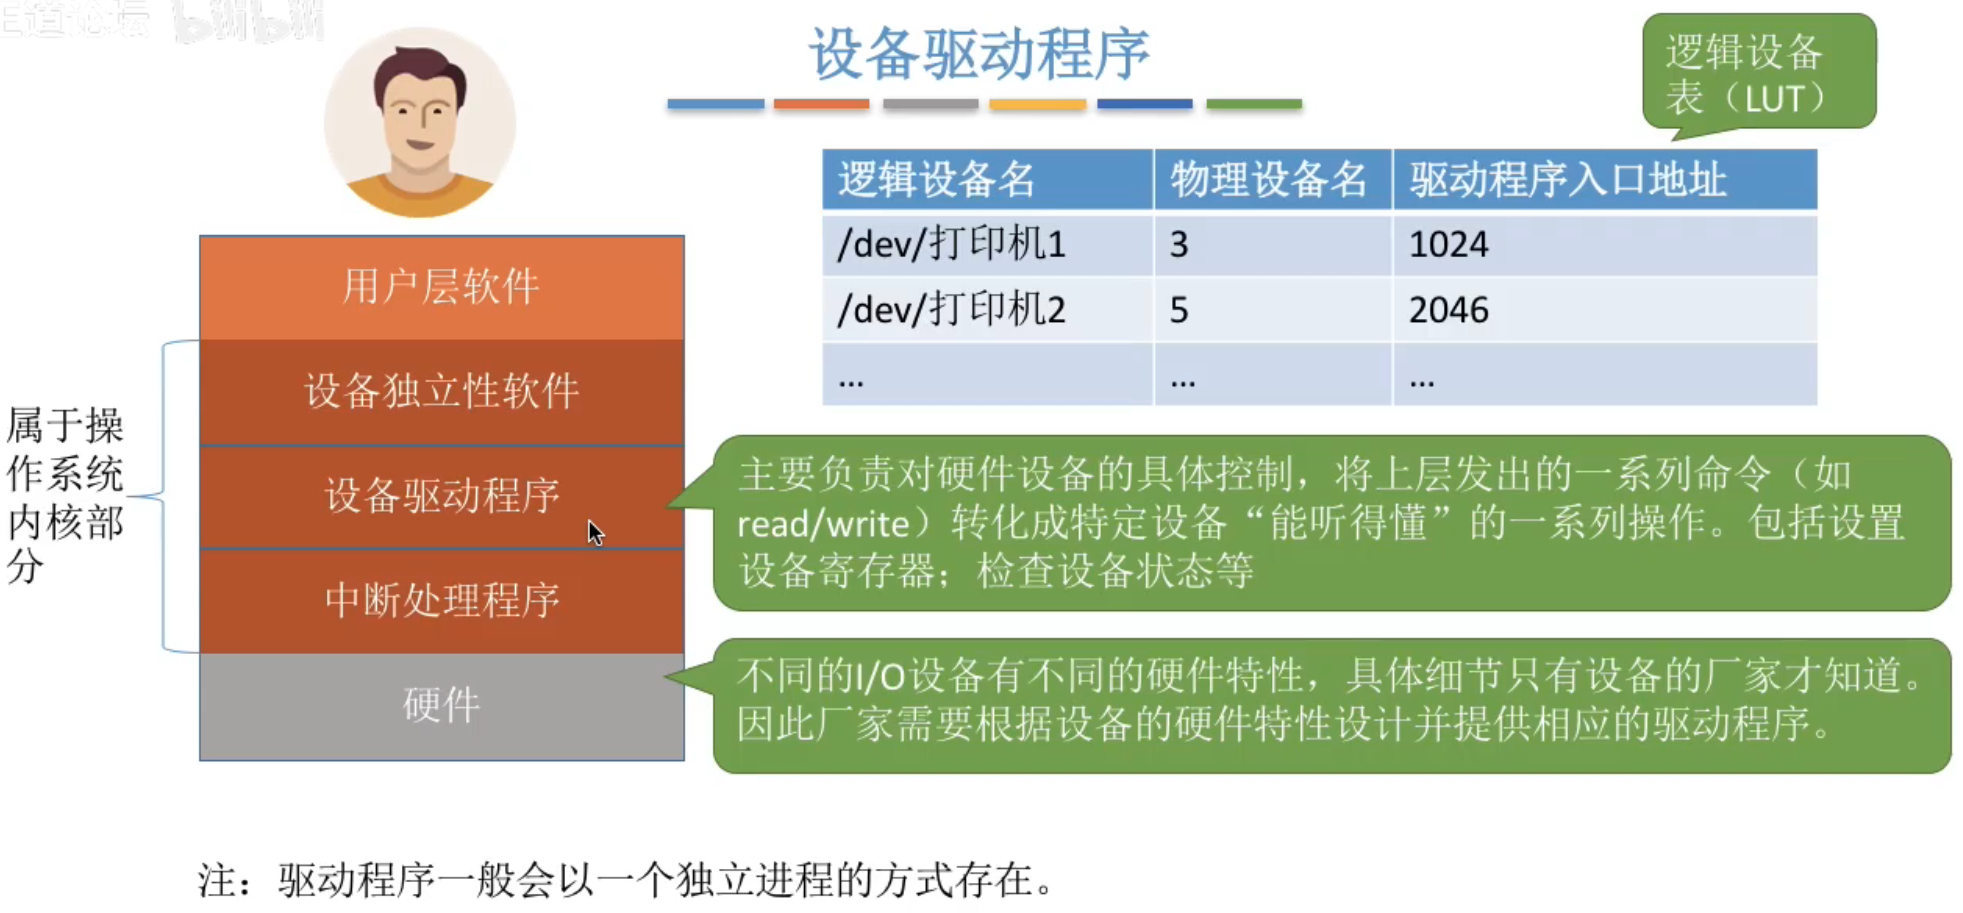 王道论坛 bilibili
设备驱动程序
逻辑设备
表（LUT）
逻辑设备名 物理设备名 驱动程序入口地址
/dev/打印机1 3 1024
/dev/打印机2 5 2046
... ... ...
用户层软件
设备独立性软件
设备驱动程序
中断处理程序
硬件
属于操
作系统
内核部
分
主要负责对硬件设备的具体控制，将上层发出的一系列命令（如
read/write）转化成特定设备“能听得懂”的一系列操作。包括设置
设备寄存器；检查设备状态等
不同的I/O设备有不同的硬件特性，具体细节只有设备的厂家才知道。
因此厂家需要根据设备的硬件特性设计并提供相应的驱动程序。
注：驱动程序一般会以一个独立进程的方式存在。